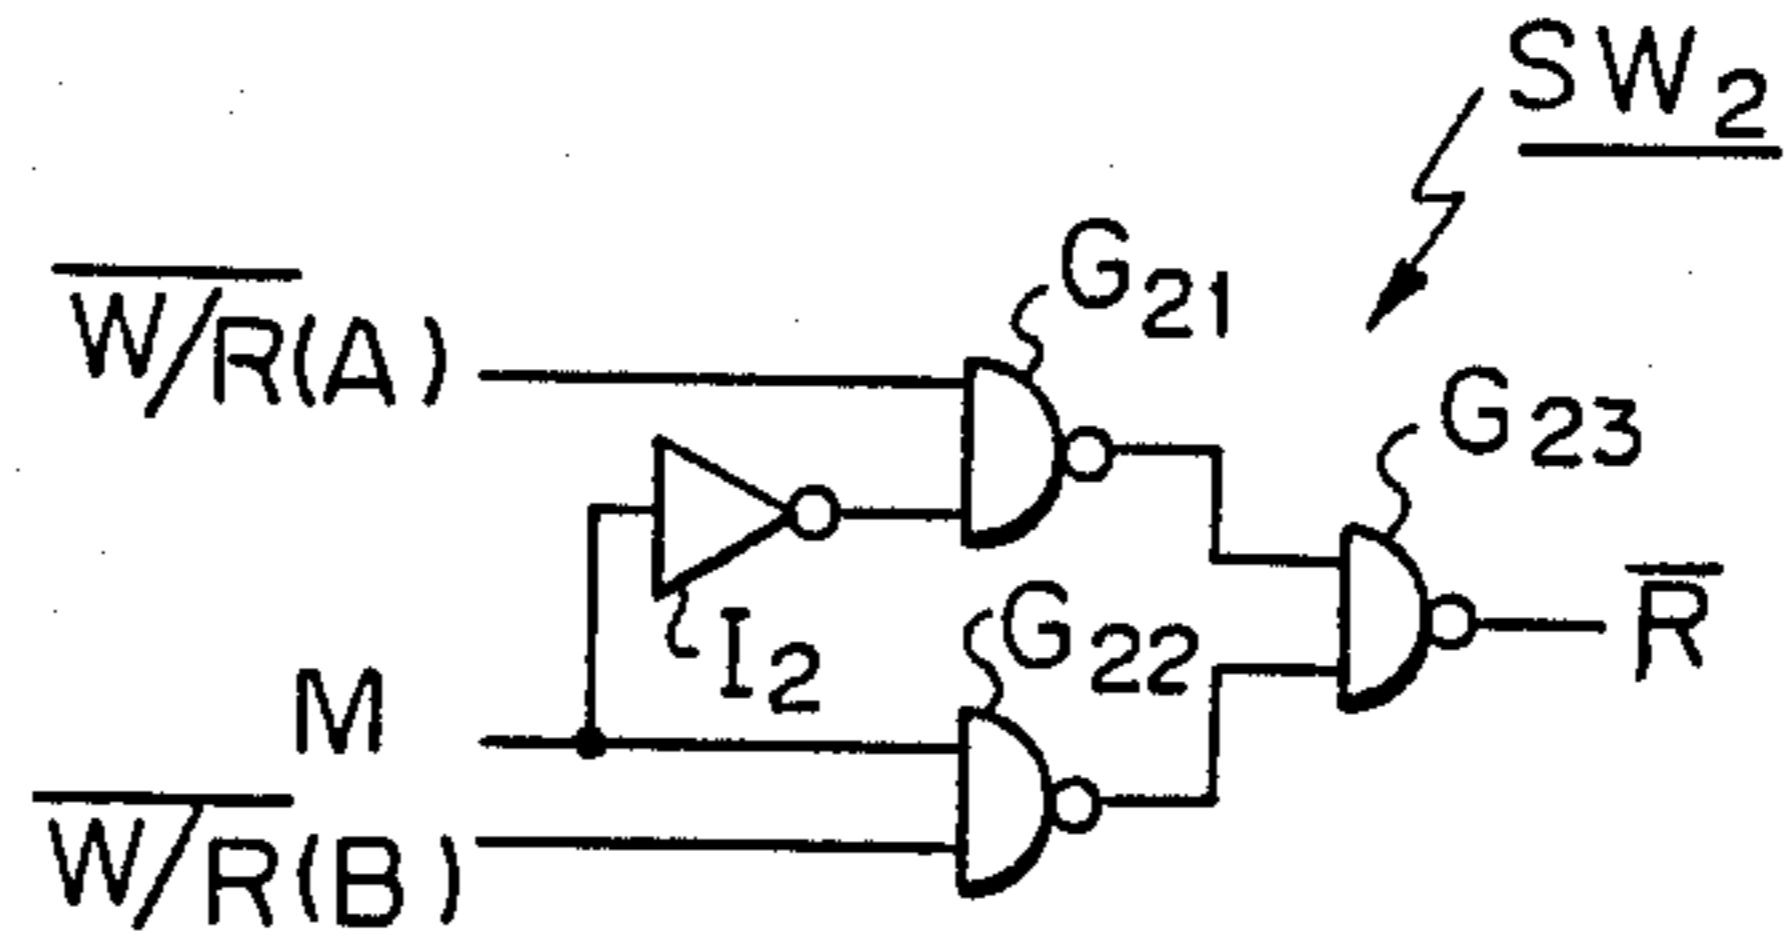 SW₂
G₂₁
W̅/̅R̅(A)
G₂₃
I₂
G₂₂
R̅
M
W̅/̅R̅(B)